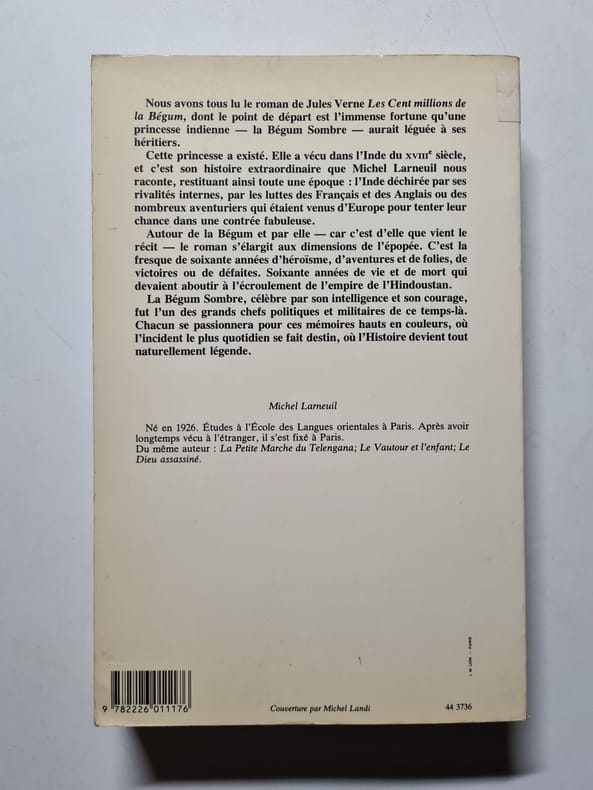 Nous avons tous lu le roman de Jules Verne Les Cent millions de
la Bégum, dont le point de départ est l'immense fortune qu'une
princesse indienne — la Bégum Sombre — aurait léguée à ses
héritiers.
Cette princesse a existé. Elle a vécu dans l'Inde du XVIIIe siècle,
et c'est son histoire extraordinaire que Michel Larneuil nous
raconte, restituant ainsi toute une époque : l'Inde déchirée par ses
rivalités internes, par les luttes des Français et des Anglais ou des
nombreux aventuriers qui étaient venus d'Europe pour tenter leur
chance dans une contrée fabuleuse.
Autour de la Bégum et par elle — car c'est d'elle que vient le
récit — le roman s'élargit aux dimensions de l'épopée. C'est la
fresque de soixante années d'héroïsme, d'aventures et de folies, de
victoires ou de défaites. Soixante années de vie et de mort qui
devaient aboutir à l'écroulement de l'empire de l'Hindoustan.
La Bégum Sombre, célèbre par son intelligence et son courage,
fut l'un des grands chefs politiques et militaires de ce temps-là.
Chacun se passionnera pour ces mémoires hauts en couleurs, où
l'incident le plus quotidien se fait destin, où l'Histoire devient tout
naturellement légende.
Michel Larneuil
Né en 1926. Études à l'École des Langues orientales à Paris. Après avoir
longtemps vécu à l'étranger, il s'est fixé à Paris.
Du même auteur : La Petite Marche du Telengana; Le Vautour et l'enfant; Le
Dieu assassiné.
9 782226 011176
Couverture par Michel Landi
44 3736
LION - PARIS